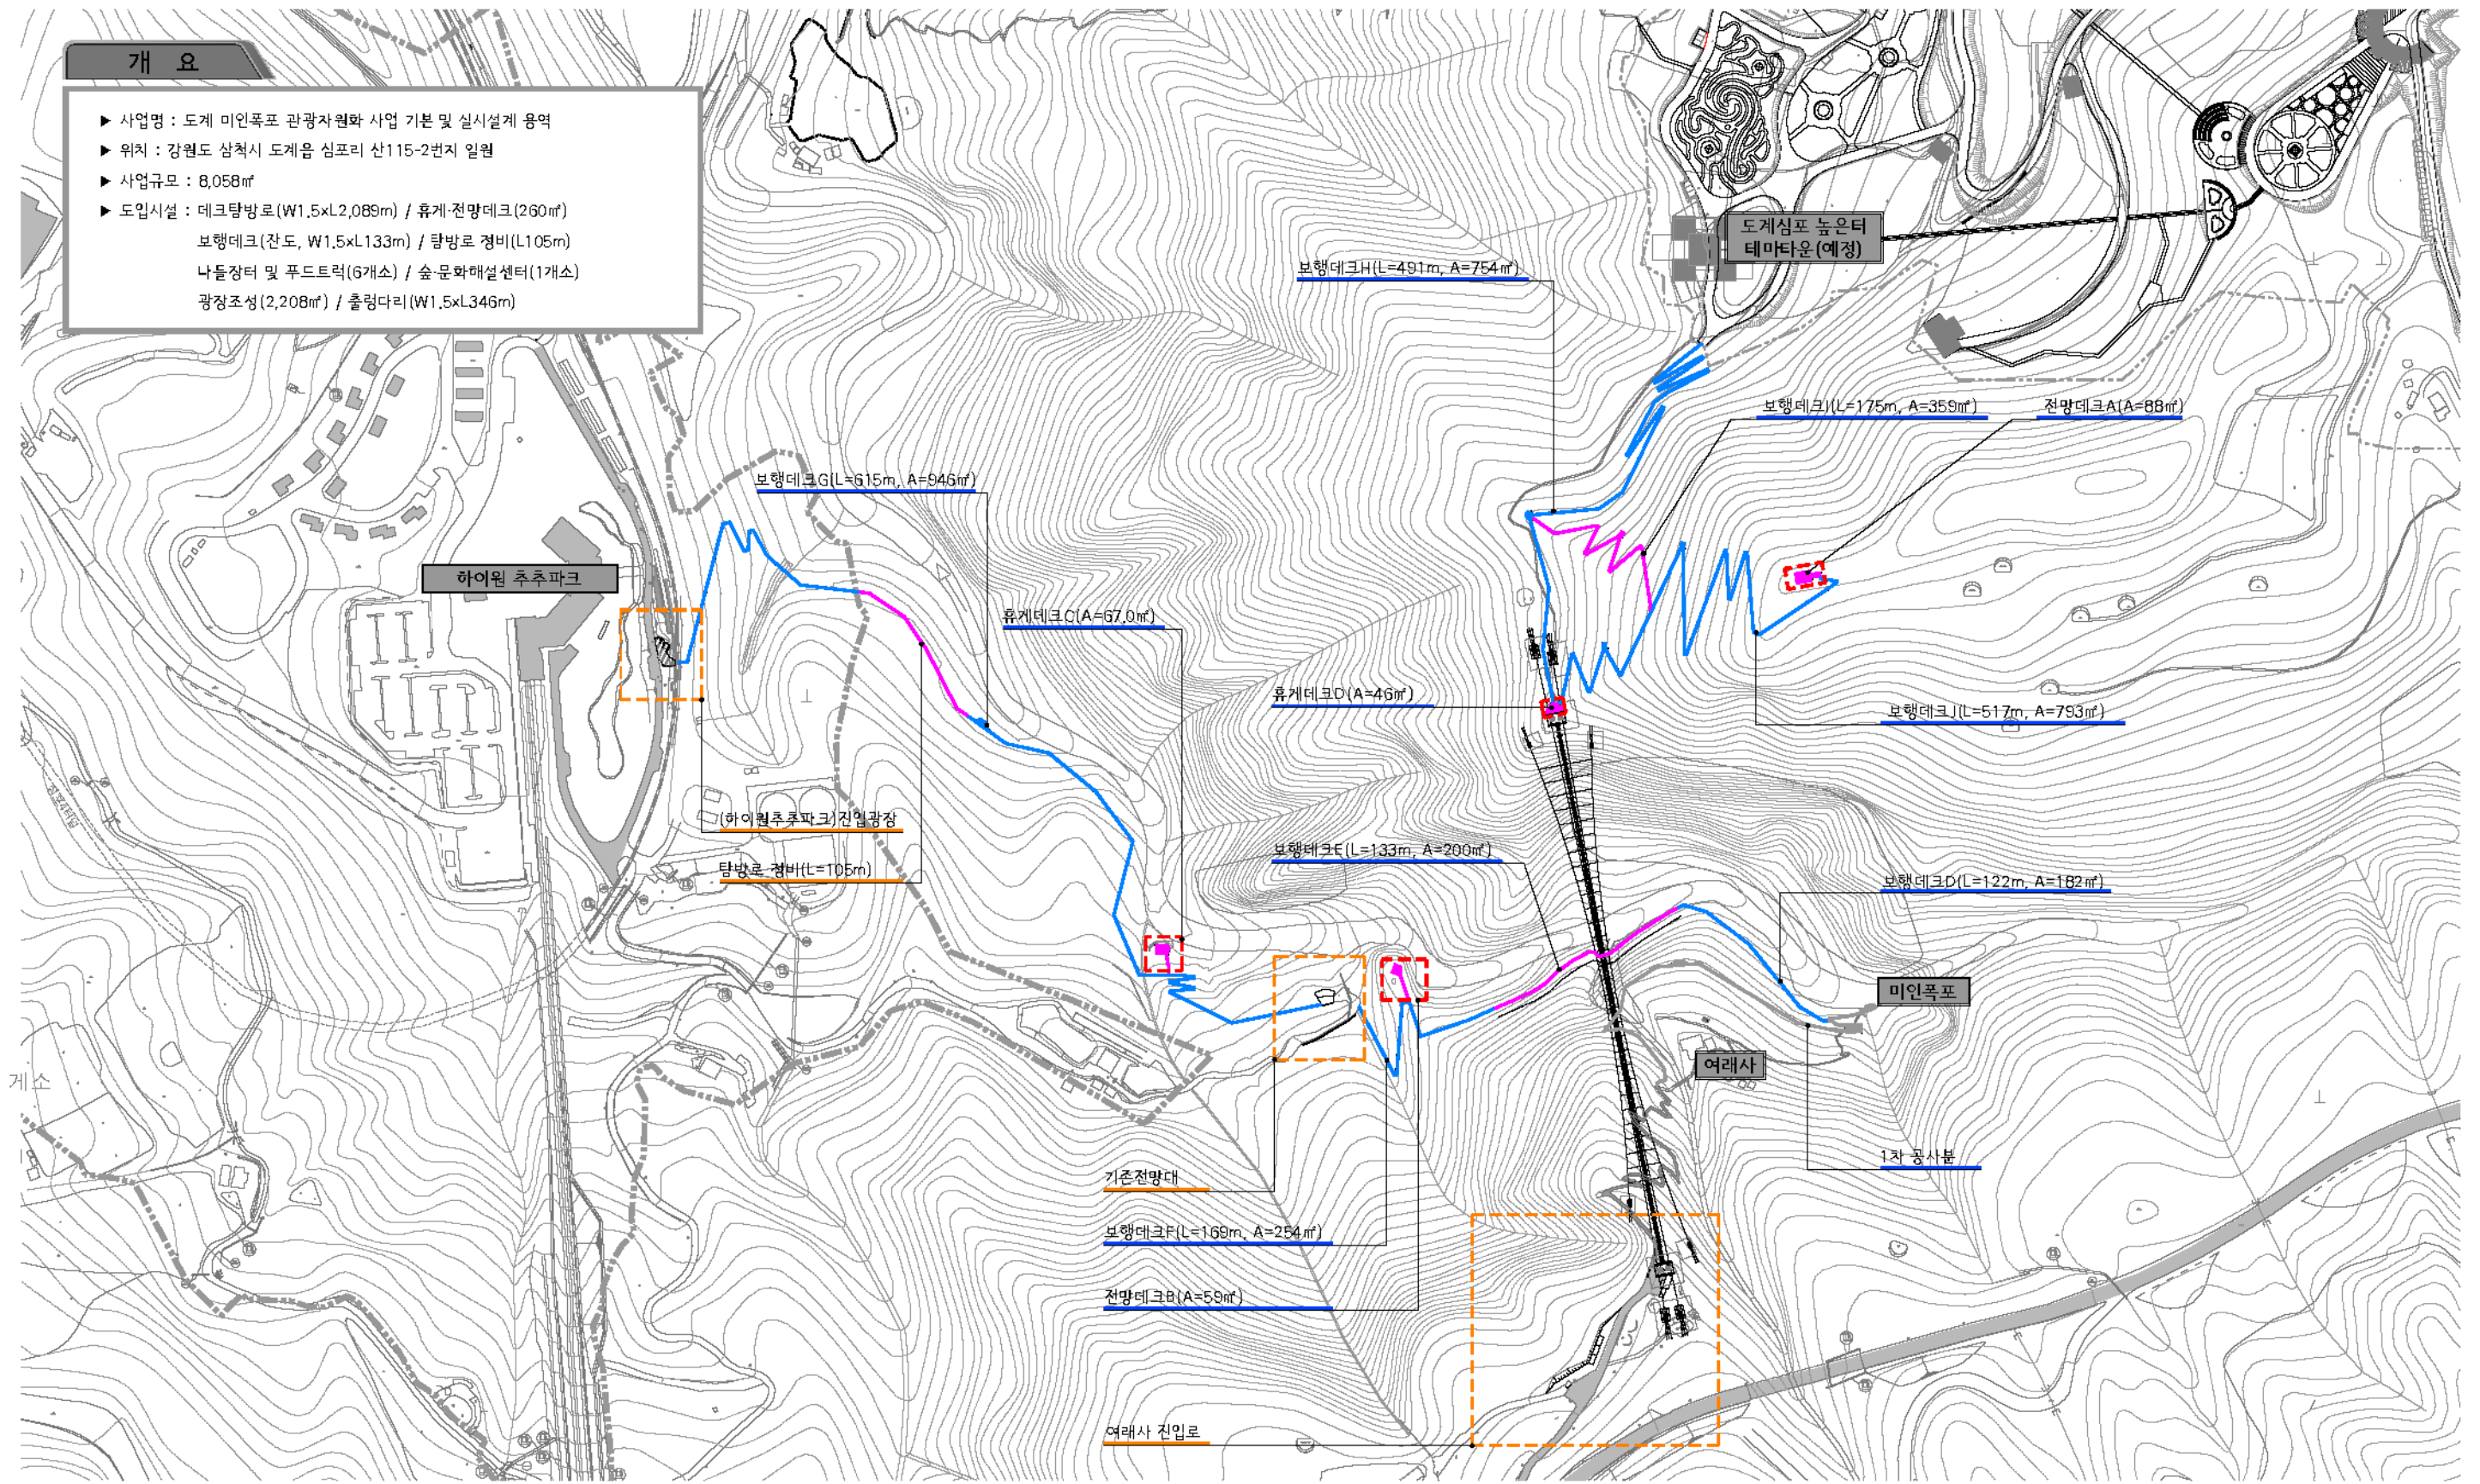 개 요
▶ 사업명 : 도계 미인폭포 관광자원화 사업 기본 및 실시설계 용역
▶ 위치 : 강원도 삼척시 도계읍 심포리 산115-2번지 일원
▶ 사업규모 : 8,058㎡
▶ 도입시설 : 데크탐방로(W1.5xL2,089m) / 휴게·전망데크(260㎡)
보행데크(잔도, W1.5xL133m) / 탐방로 정비(L105m)
나들장터 및 푸드트럭(6개소) / 숲·문화해설센터(1개소)
광장조성(2,208㎡) / 출렁다리(W1.5xL346m)
도계심포 높은터
테마타운(예정)
보행데크H(L=491m, A=754㎡)
보행데크I(L=175m, A=359㎡)
전망데크A(A=88㎡)
보행데크G(L=615m, A=946㎡)
하이원 추추파크
휴게데크C(A=67.0㎡)
휴게데크D(A=46㎡)
보행데크J(L=517m, A=793㎡)
(하이원추추파크)진입광장
탐방로 정비(L=105m)
보행데크E(L=133m, A=200㎡)
보행데크D(L=122m, A=182㎡)
미인폭포
여래사
게소
1차 공사분
기존전망대
보행데크F(L=169m, A=254㎡)
전망데크B(A=59㎡)
여래사 진입로